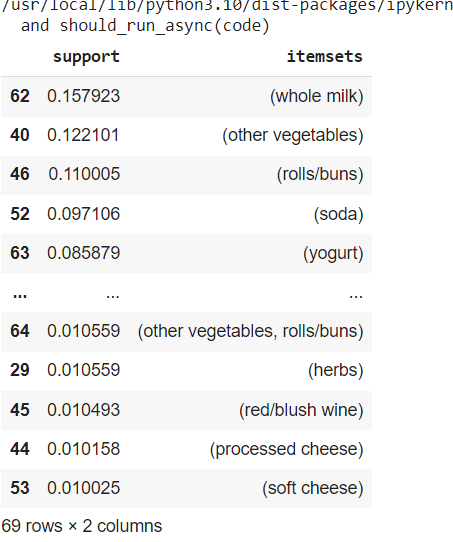 /usr/local/lib/python3.10/dist-packages/ipykern
and should_run_async(code)
support itemsets
62 0.157923 (whole milk)
40 0.122101 (other vegetables)
46 0.110005 (rolls/buns)
52 0.097106 (soda)
63 0.085879 (yogurt)
... ... ...
64 0.010559 (other vegetables, rolls/buns)
29 0.010559 (herbs)
45 0.010493 (red/blush wine)
44 0.010158 (processed cheese)
53 0.010025 (soft cheese)
69 rows × 2 columns